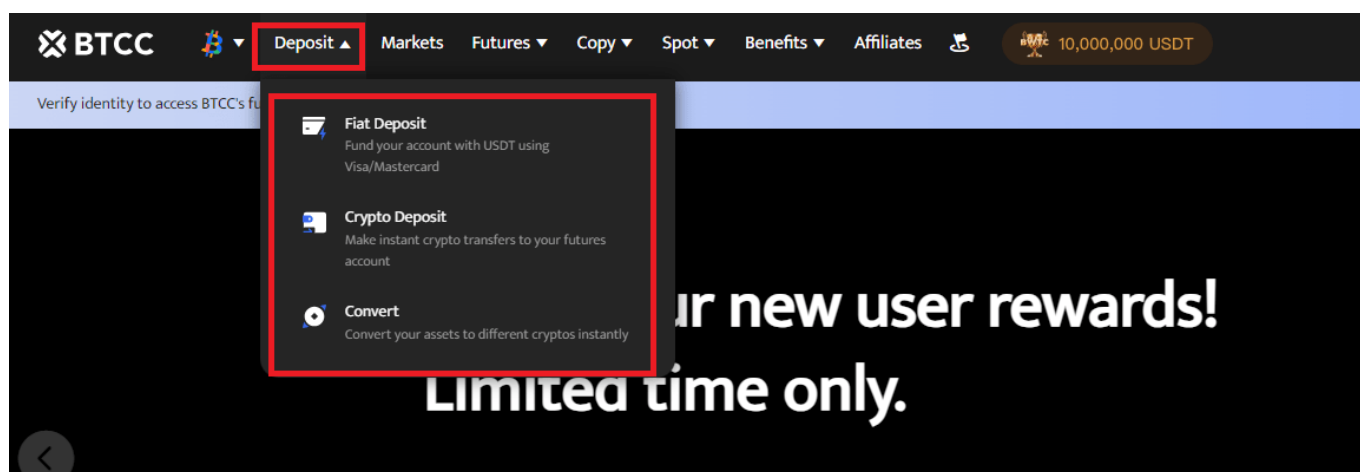 BTCC Deposit Markets Futures Copy Spot Benefits Affiliates 10,000,000 USDT
Verify identity to access BTCC's fu
Fiat Deposit
Fund your account with USDT using
Visa/Mastercard
Crypto Deposit
Make instant crypto transfers to your futures
account
Convert
Convert your assets to different cryptos instantly
ur new user rewards!
Limited time only.